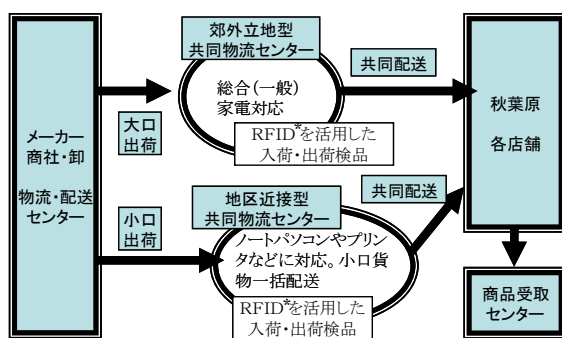 メーカー
商社・卸
物流・配送
センター
大口
出荷
小口
出荷
郊外立地型
共同物流センター
総合(一般)
家電対応
RFID*を活用した
入荷・出荷検品
共同配送
地区近接型
共同物流センター
ノートパソコンやプリン
タなどに対応。小口貨
物一括配送
RFID*を活用した
入荷・出荷検品
共同配送
秋葉原
各店舗
商品受取
センター